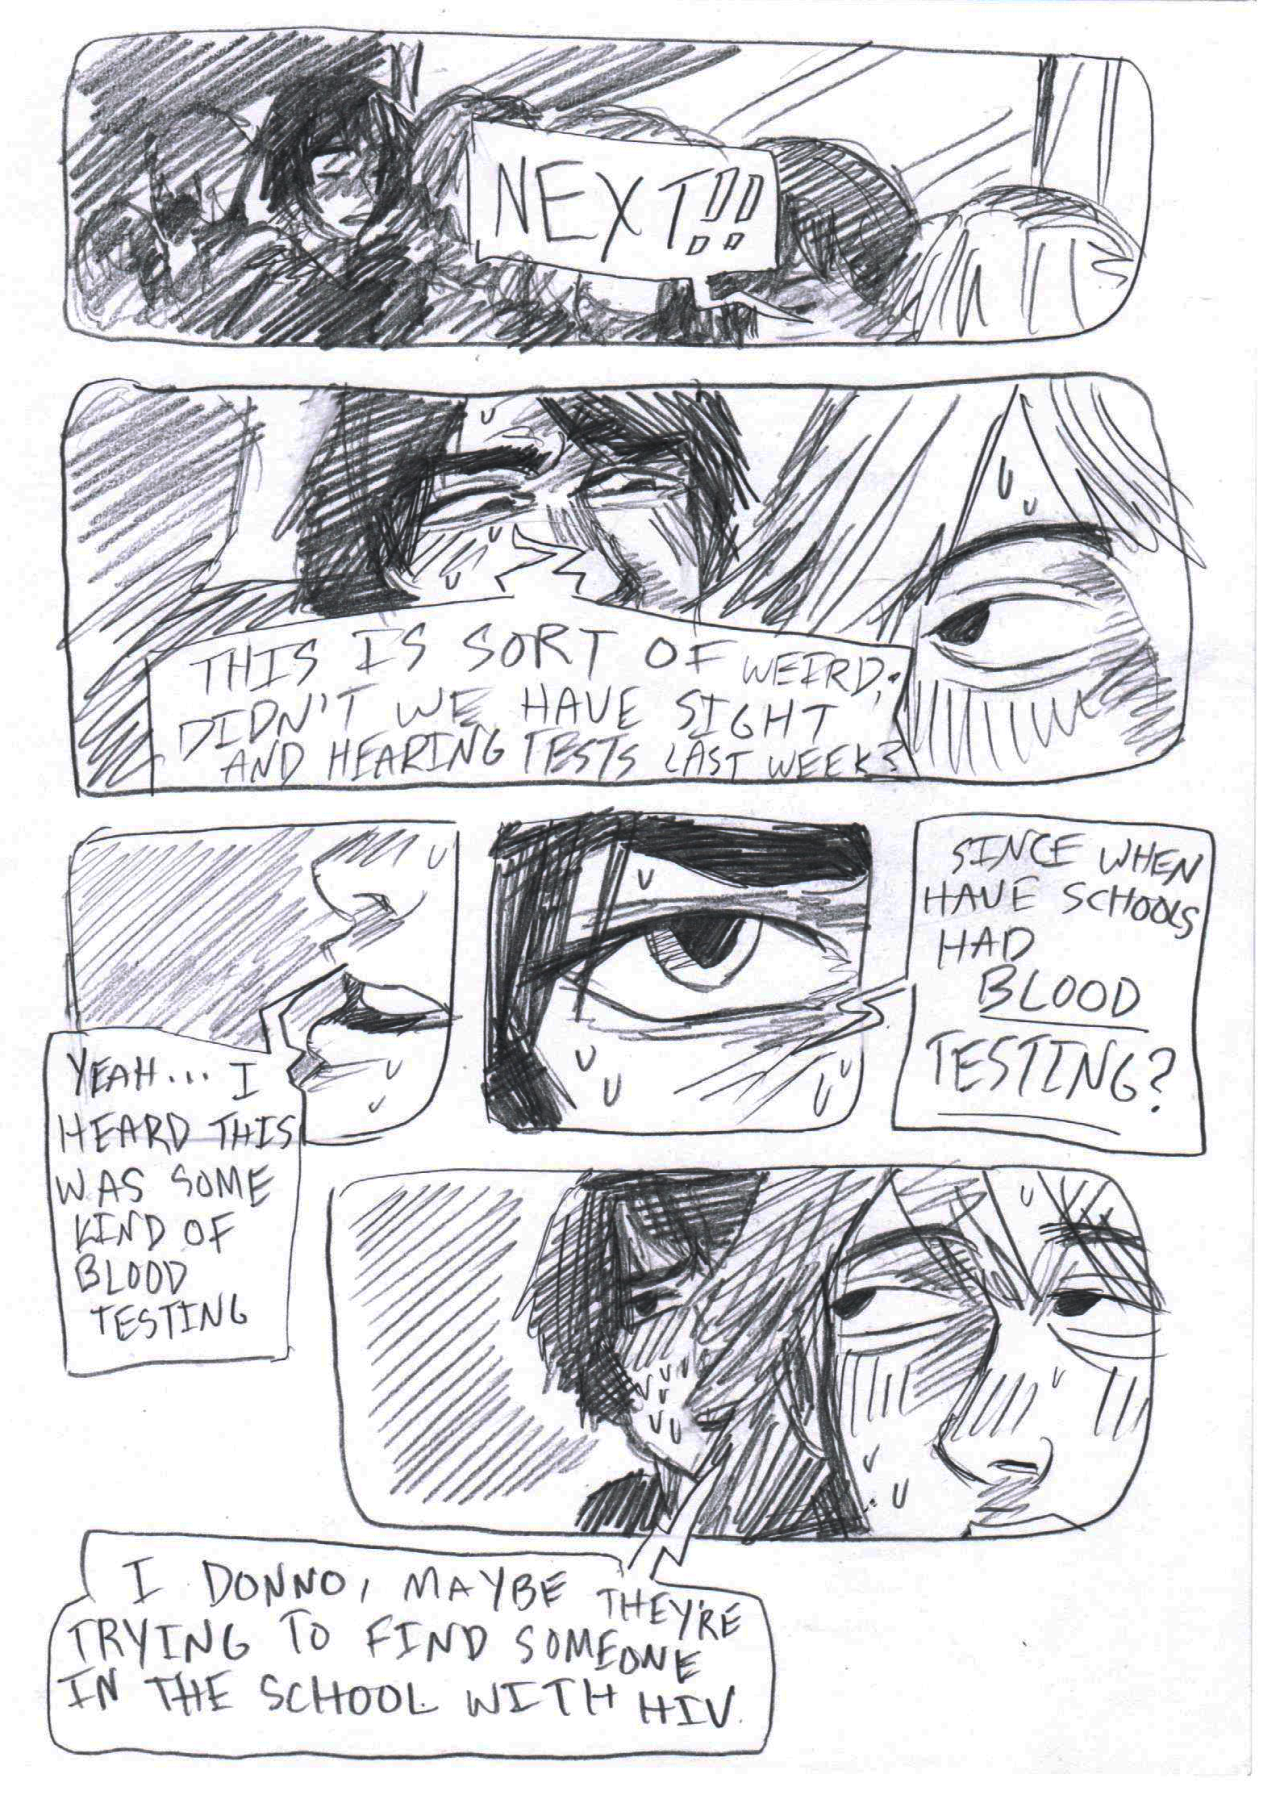 NEXT!!
THIS IS SORT OF WEIRD,
DIDN'T WE HAVE SIGHT
AND HEARING TESTS LAST WEEK?
YEAH... I
HEARD THIS
WAS SOME
KIND OF
BLOOD
TESTING
SINCE WHEN
HAVE SCHOOLS
HAD
BLOOD
TESTING?
I DONNO, MAYBE THEY'RE
TRYING TO FIND SOMEONE
IN THE SCHOOL WITH HIV.